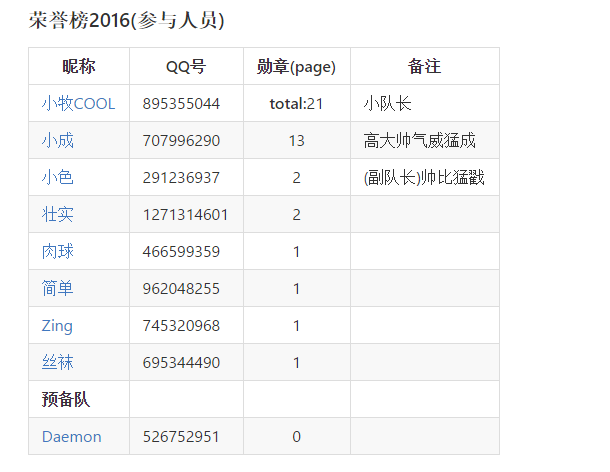 荣誉榜2016(参与人员)
昵称 QQ号 勋章(page) 备注
小牧COOL 895355044 total:21 小队长
小成 707996290 13 高大帅气威猛成
小色 291236937 2 (副队长)帅比猛戳
壮实 1271314601 2
肉球 466599359 1
简单 962048255 1
Zing 745320968 1
丝袜 695344490 1
预备队
Daemon 526752951 0